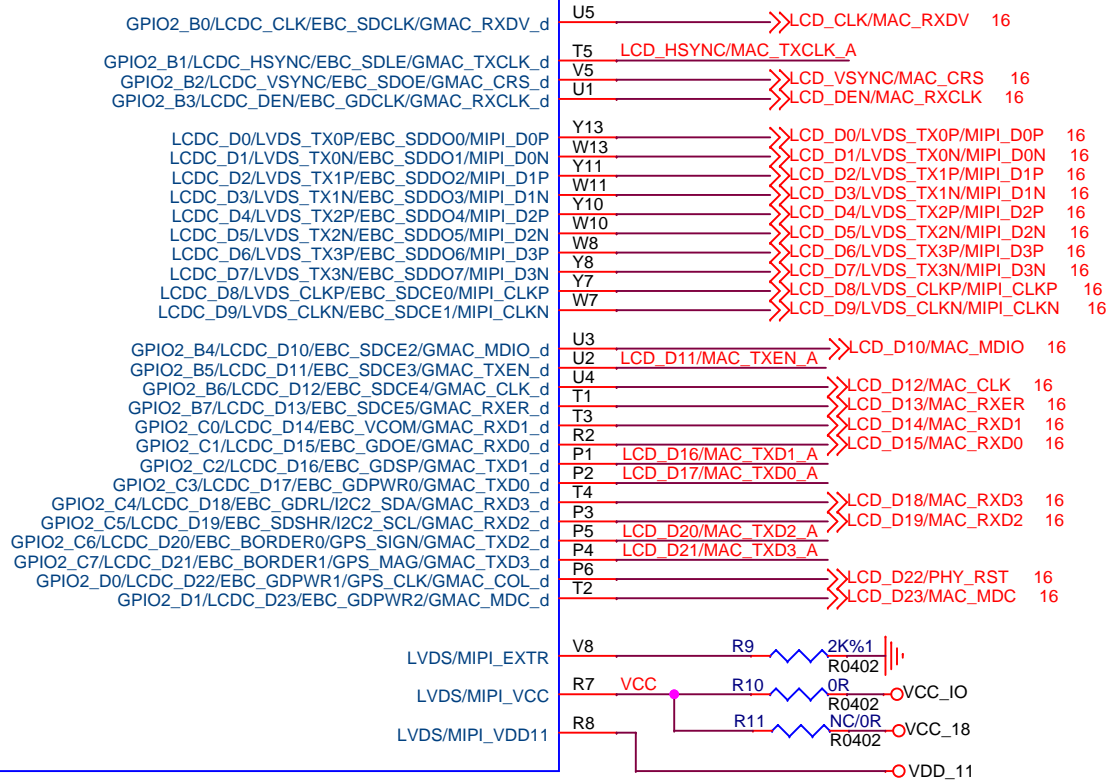 GPIO2_B0/LCDC_CLK/EBC_SDCLK/GMAC_RXDV_d U5 LCD_CLK/MAC_RXDV 16
GPIO2_B1/LCDC_HSYNC/EBC_SDLE/GMAC_TXCLK_d T5 LCD_HSYNC/MAC_TXCLK_A
GPIO2_B2/LCDC_VSYNC/EBC_SDOE/GMAC_CRS_d V5 LCD_VSYNC/MAC_CRS 16
GPIO2_B3/LCDC_DEN/EBC_GDCLK/GMAC_RXCLK_d U1 LCD_DEN/MAC_RXCLK 16
LCDC_D0/LVDS_TX0P/EBC_SDDO0/MIPI_D0P Y13 LCD_D0/LVDS_TX0P/MIPI_D0P 16
LCDC_D1/LVDS_TX0N/EBC_SDDO1/MIPI_D0N W13 LCD_D1/LVDS_TX0N/MIPI_D0N 16
LCDC_D2/LVDS_TX1P/EBC_SDDO2/MIPI_D1P Y11 LCD_D2/LVDS_TX1P/MIPI_D1P 16
LCDC_D3/LVDS_TX1N/EBC_SDDO3/MIPI_D1N W11 LCD_D3/LVDS_TX1N/MIPI_D1N 16
LCDC_D4/LVDS_TX2P/EBC_SDDO4/MIPI_D2P Y10 LCD_D4/LVDS_TX2P/MIPI_D2P 16
LCDC_D5/LVDS_TX2N/EBC_SDDO5/MIPI_D2N W10 LCD_D5/LVDS_TX2N/MIPI_D2N 16
LCDC_D6/LVDS_TX3P/EBC_SDDO6/MIPI_D3P W8 LCD_D6/LVDS_TX3P/MIPI_D3P 16
LCDC_D7/LVDS_TX3N/EBC_SDDO7/MIPI_D3N Y8 LCD_D7/LVDS_TX3N/MIPI_D3N 16
LCDC_D8/LVDS_CLKP/EBC_SDCE0/MIPI_CLKP Y7 LCD_D8/LVDS_CLKP/MIPI_CLKP 16
LCDC_D9/LVDS_CLKN/EBC_SDCE1/MIPI_CLKN W7 LCD_D9/LVDS_CLKN/MIPI_CLKN 16
GPIO2_B4/LCDC_D10/EBC_SDCE2/GMAC_MDIO_d U3 LCD_D10/MAC_MDIO 16
GPIO2_B5/LCDC_D11/EBC_SDCE3/GMAC_TXEN_d U2 LCD_D11/MAC_TXEN_A
GPIO2_B6/LCDC_D12/EBC_SDCE4/GMAC_CLK_d U4 LCD_D12/MAC_CLK 16
GPIO2_B7/LCDC_D13/EBC_SDCE5/GMAC_RXER_d T1 LCD_D13/MAC_RXER 16
GPIO2_C0/LCDC_D14/EBC_VCOM/GMAC_RXD1_d T3 LCD_D14/MAC_RXD1 16
GPIO2_C1/LCDC_D15/EBC_GDOE/GMAC_RXD0_d R2 LCD_D15/MAC_RXD0 16
GPIO2_C2/LCDC_D16/EBC_GDSP/GMAC_TXD1_d P1 LCD_D16/MAC_TXD1_A
GPIO2_C3/LCDC_D17/EBC_GDPWR0/GMAC_TXD0_d P2 LCD_D17/MAC_TXD0_A
GPIO2_C4/LCDC_D18/EBC_GDRL/I2C2_SDA/GMAC_RXD3_d T4 LCD_D18/MAC_RXD3 16
GPIO2_C5/LCDC_D19/EBC_SDSHR/I2C2_SCL/GMAC_RXD2_d P3 LCD_D19/MAC_RXD2 16
GPIO2_C6/LCDC_D20/EBC_BORDER0/GPS_SIGN/GMAC_TXD2_d P5 LCD_D20/MAC_TXD2_A
GPIO2_C7/LCDC_D21/EBC_BORDER1/GPS_MAG/GMAC_TXD3_d P4 LCD_D21/MAC_TXD3_A
GPIO2_D0/LCDC_D22/EBC_GDPWR1/GPS_CLK/GMAC_COL_d P6 LCD_D22/PHY_RST 16
GPIO2_D1/LCDC_D23/EBC_GDPWR2/GMAC_MDC_d T2 LCD_D23/MAC_MDC 16
LVDS/MIPI_EXTR V8 R9 2K%1
R0402
LVDS/MIPI_VCC R7 VCC R10 0R VCC_IO
R0402
R11 NC/0R VCC_18
R0402
LVDS/MIPI_VDD11 R8
VDD_11